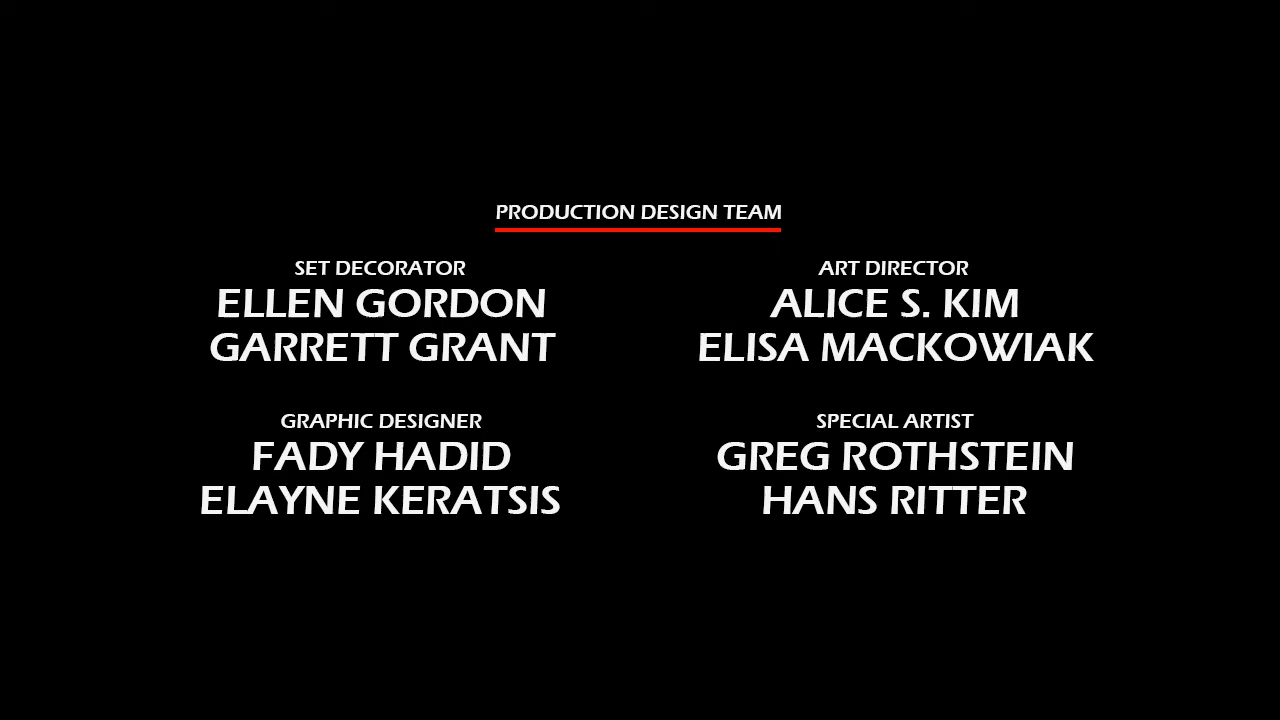 PRODUCTION DESIGN TEAM
SET DECORATOR
ELLEN GORDON
GARRETT GRANT
ART DIRECTOR
ALICE S. KIM
ELISA MACKOWIAK
GRAPHIC DESIGNER
FADY HADID
ELAYNE KERATSIS
SPECIAL ARTIST
GREG ROTHSTEIN
HANS RITTER